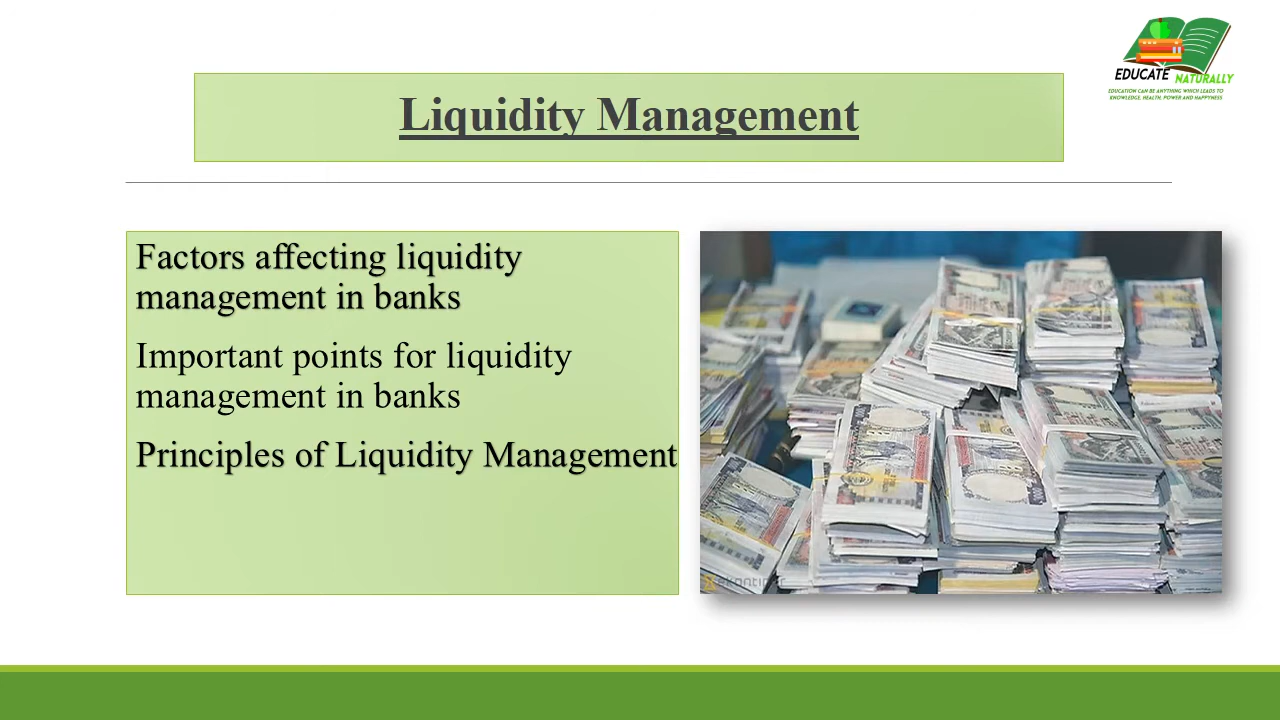 EDUCATE NATURALLY
EDUCATION CAN BE ANYTHING WHICH LEADS TO
KNOWLEDGE, HEALTH, POWER AND HAPPYNESS
Liquidity Management
Factors affecting liquidity
management in banks
Important points for liquidity
management in banks
Principles of Liquidity Management